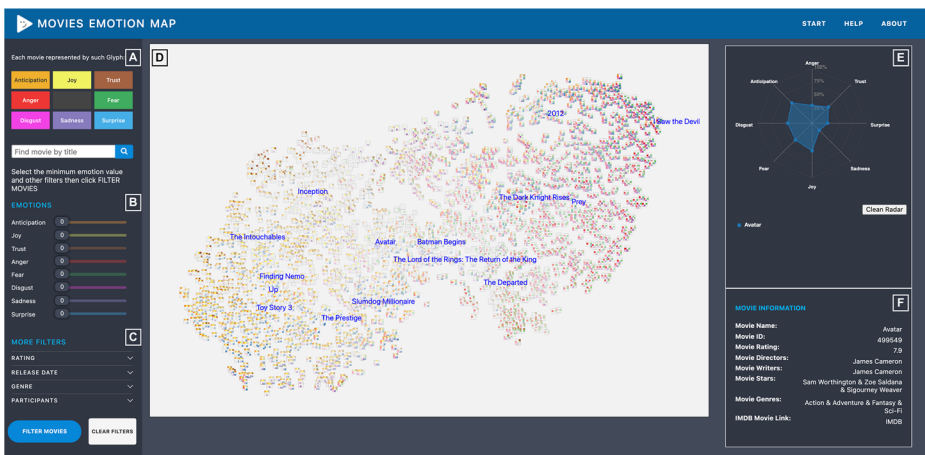 MOVIES EMOTION MAP
START HELP ABOUT
Each movie represented by such Glyph:
A
Anticipation Joy Trust
Anger Fear
Disgust Sadness Surprise
Find movie by title
Select the minimum emotion value
and other filters then click FILTER
MOVIES
EMOTIONS
B
Anticipation 0
Joy 0
Trust 0
Anger 0
Fear 0
Disgust 0
Sadness 0
Surprise 0
MORE FILTERS
C
RATING
RELEASE DATE
GENRE
PARTICIPANTS
FILTER MOVIES
CLEAR FILTERS
D
2012
I Saw the Devil
Inception
The Dark Knight Rises
Prey
The Intouchables
Avatar
Batman Begins
The Lord of the Rings: The Return of the King
Finding Nemo
The Departed
Up
Slumdog Millionaire
Toy Story 3
The Prestige
E
Anger
100%
Anticipation
75%
Trust
50%
Disgust
Surprise
Fear
Sadness
Joy
Clean Radar
Avatar
F
MOVIE INFORMATION
Movie Name: Avatar
Movie ID: 499549
Movie Rating: 7.9
Movie Directors: James Cameron
Movie Writers: James Cameron
Movie Stars: Sam Worthington & Zoe Saldana
& Sigourney Weaver
Movie Genres: Action & Adventure & Fantasy &
Sci-Fi
IMDB Movie Link: IMDB